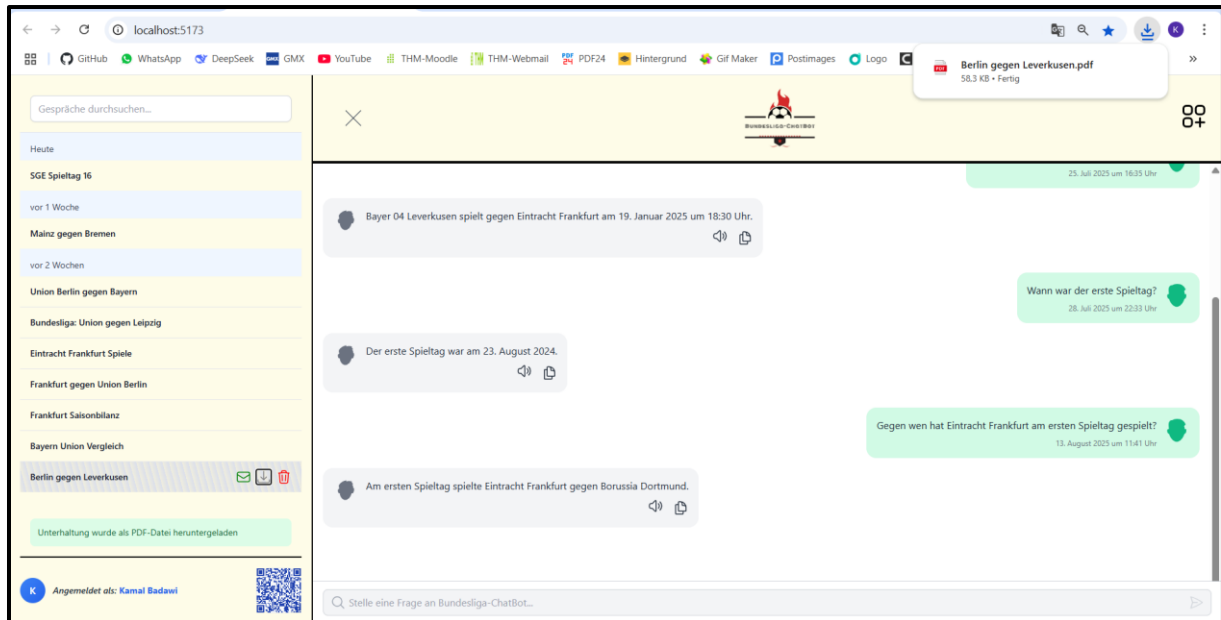 localhost:5173
K
GitHub
WhatsApp
DeepSeek
GMX
YouTube
THM-Moodle
THM-Webmail
PDF24
Hintergrund
Gif Maker
Postimages
Logo
Berlin gegen Leverkusen.pdf
58.3 KB • Fertig
Gespräche durchsuchen...
Heute
SGE Spieltag 16
vor 1 Woche
Mainz gegen Bremen
vor 2 Wochen
Union Berlin gegen Bayern
Bundesliga: Union gegen Leipzig
Eintracht Frankfurt Spiele
Frankfurt gegen Union Berlin
Frankfurt Saisonbilanz
Bayern Union Vergleich
Berlin gegen Leverkusen
Unterhaltung wurde als PDF-Datei heruntergeladen
K
Angemeldet als: Kamal Badawi
Bundesliga-ChatBot
25. Juli 2025 um 16:35 Uhr
Bayer 04 Leverkusen spielt gegen Eintracht Frankfurt am 19. Januar 2025 um 18:30 Uhr.
Wann war der erste Spieltag?
28. Juli 2025 um 22:33 Uhr
Der erste Spieltag war am 23. August 2024.
Gegen wen hat Eintracht Frankfurt am ersten Spieltag gespielt?
13. August 2025 um 11:41 Uhr
Am ersten Spieltag spielte Eintracht Frankfurt gegen Borussia Dortmund.
Stelle eine Frage an Bundesliga-ChatBot...